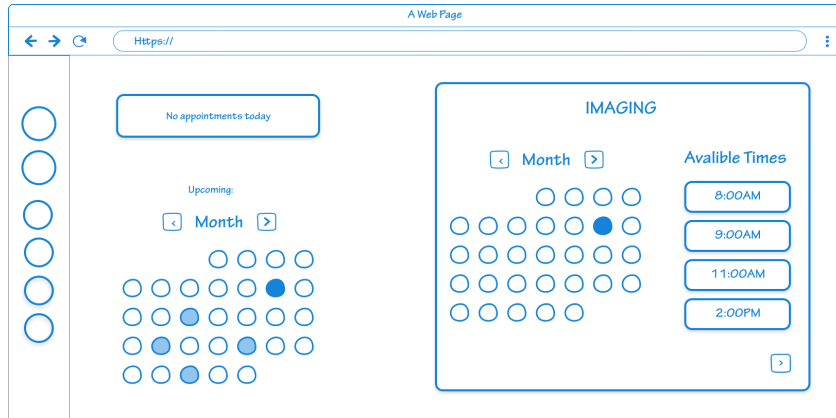 A Web Page
Https://
No appointments today
Upcoming:
Month
IMAGING
Month
Avalible Times
8:00AM
9:00AM
11:00AM
2:00PM